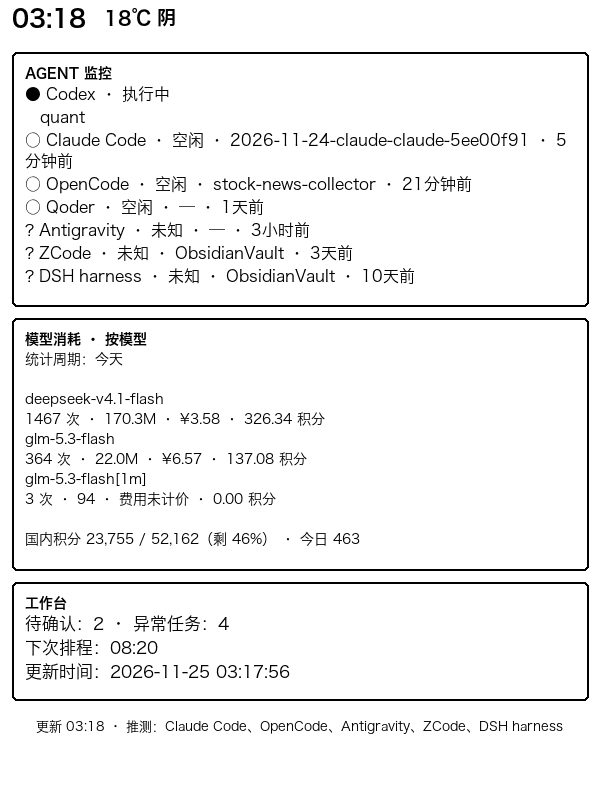 03:18 18℃ 阴
AGENT 监控
● Codex · 执行中
quant
○ Claude Code · 空闲 · 2026-11-24-claude-claude-5ee00f91 · 5
分钟前
○ OpenCode · 空闲 · stock-news-collector · 21分钟前
○ Qoder · 空闲 · — · 1天前
? Antigravity · 未知 · — · 3小时前
? ZCode · 未知 · ObsidianVault · 3天前
? DSH harness · 未知 · ObsidianVault · 10天前
模型消耗 · 按模型
统计周期: 今天
deepseek-v4.1-flash
1467 次 · 170.3M · ¥3.58 · 326.34 积分
glm-5.3-flash
364 次 · 22.0M · ¥6.57 · 137.08 积分
glm-5.3-flash[1m]
3 次 · 94 · 费用未计价 · 0.00 积分
国内积分 23,755 / 52,162（剩 46%） · 今日 463
工作台
待确认: 2 · 异常任务: 4
下次排程: 08:20
更新时间: 2026-11-25 03:17:56
更新 03:18 · 推测: Claude Code、OpenCode、Antigravity、ZCode、DSH harness